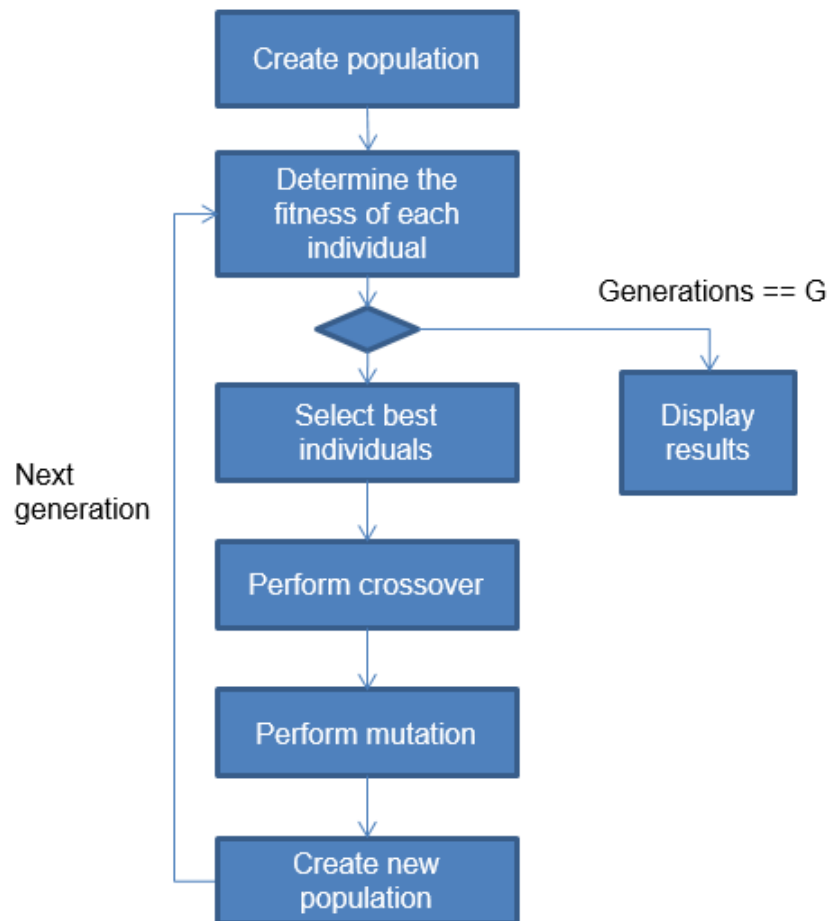 Create population
Determine the
fitness of each
individual
Generations == G
Select best
individuals
Display
results
Next
generation
Perform crossover
Perform mutation
Create new
population